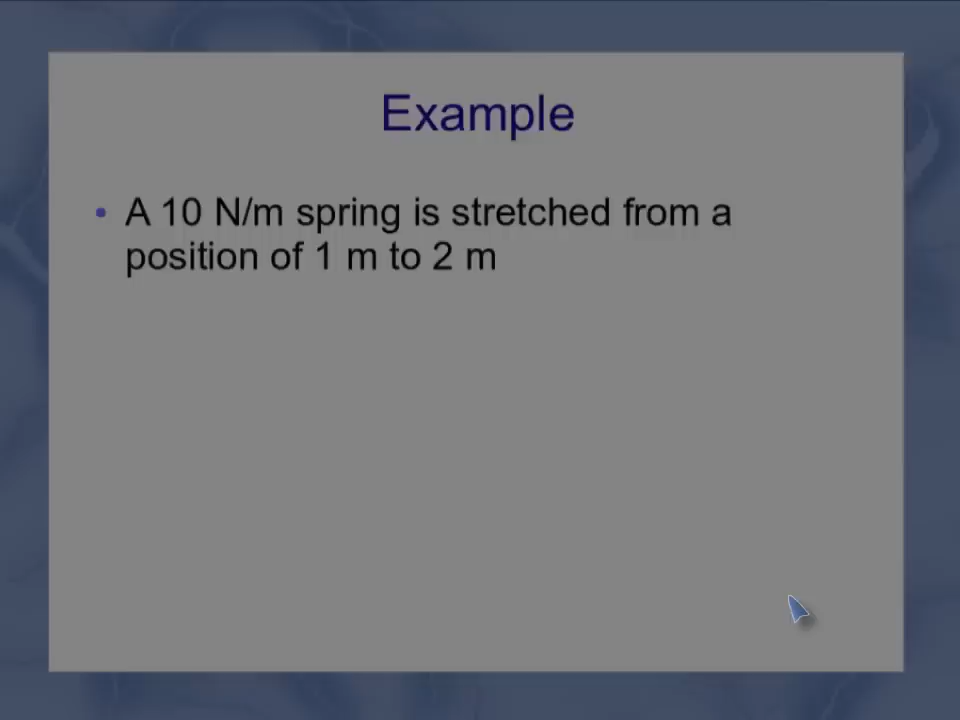 Example
• A 10 N/m spring is stretched from a
position of 1 m to 2 m